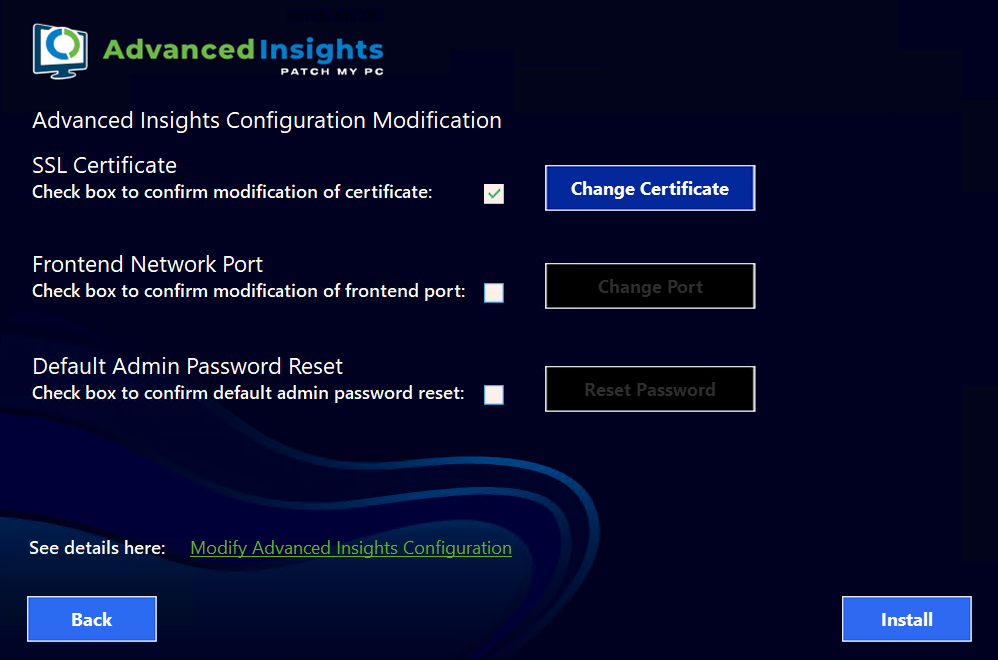 Advanced Insights
PATCH MY PC
Advanced Insights Configuration Modification
SSL Certificate
Check box to confirm modification of certificate:
Change Certificate
Frontend Network Port
Check box to confirm modification of frontend port:
Change Port
Default Admin Password Reset
Check box to confirm default admin password reset:
Reset Password
See details here: Modify Advanced Insights Configuration
Back
Install